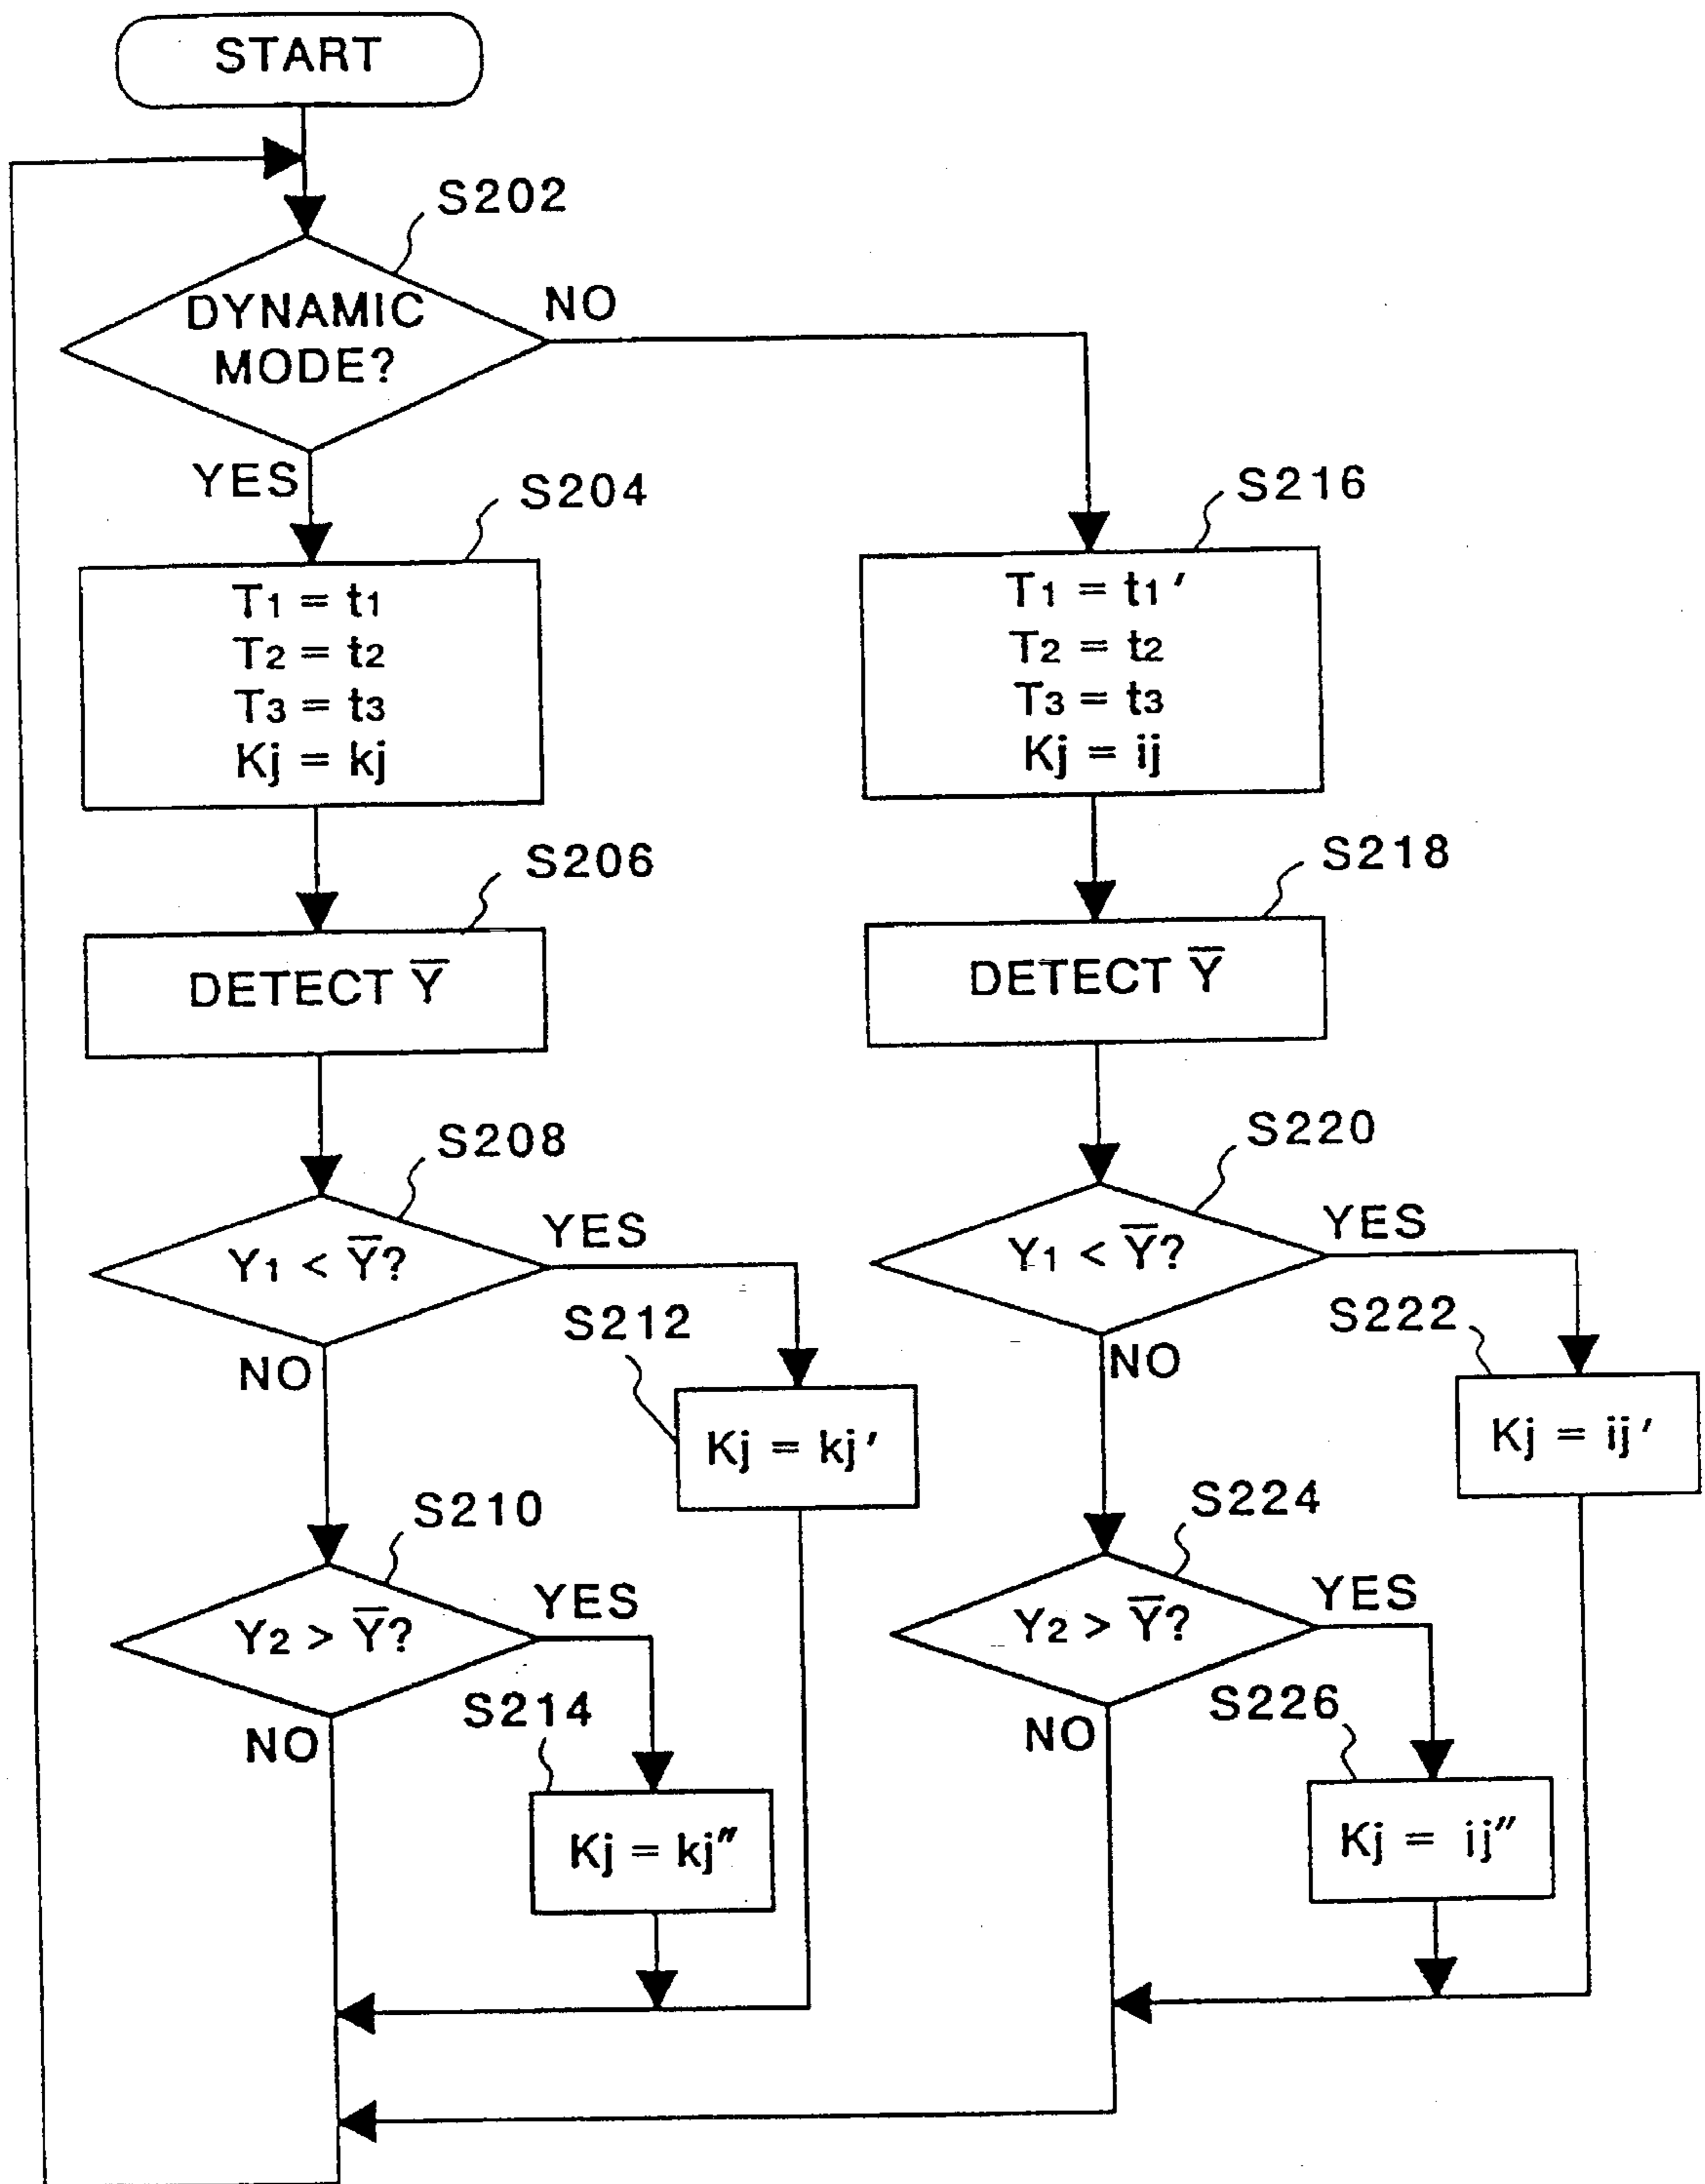 START
S202
DYNAMIC
MODE?
NO
YES
S204
T1 = t1
T2 = t2
T3 = t3
Kj = kj
S206
DETECT Y̅
S208
Y1 < Y̅?
YES
NO
S212
Kj = kj′
S210
Y2 > Y̅?
YES
NO
S214
Kj = kj″
S216
T1 = t1′
T2 = t2
T3 = t3
Kj = ij
S218
DETECT Y̅
S220
Y1 < Y̅?
YES
NO
S222
Kj = ij′
S224
Y2 > Y̅?
YES
NO
S226
Kj = ij″